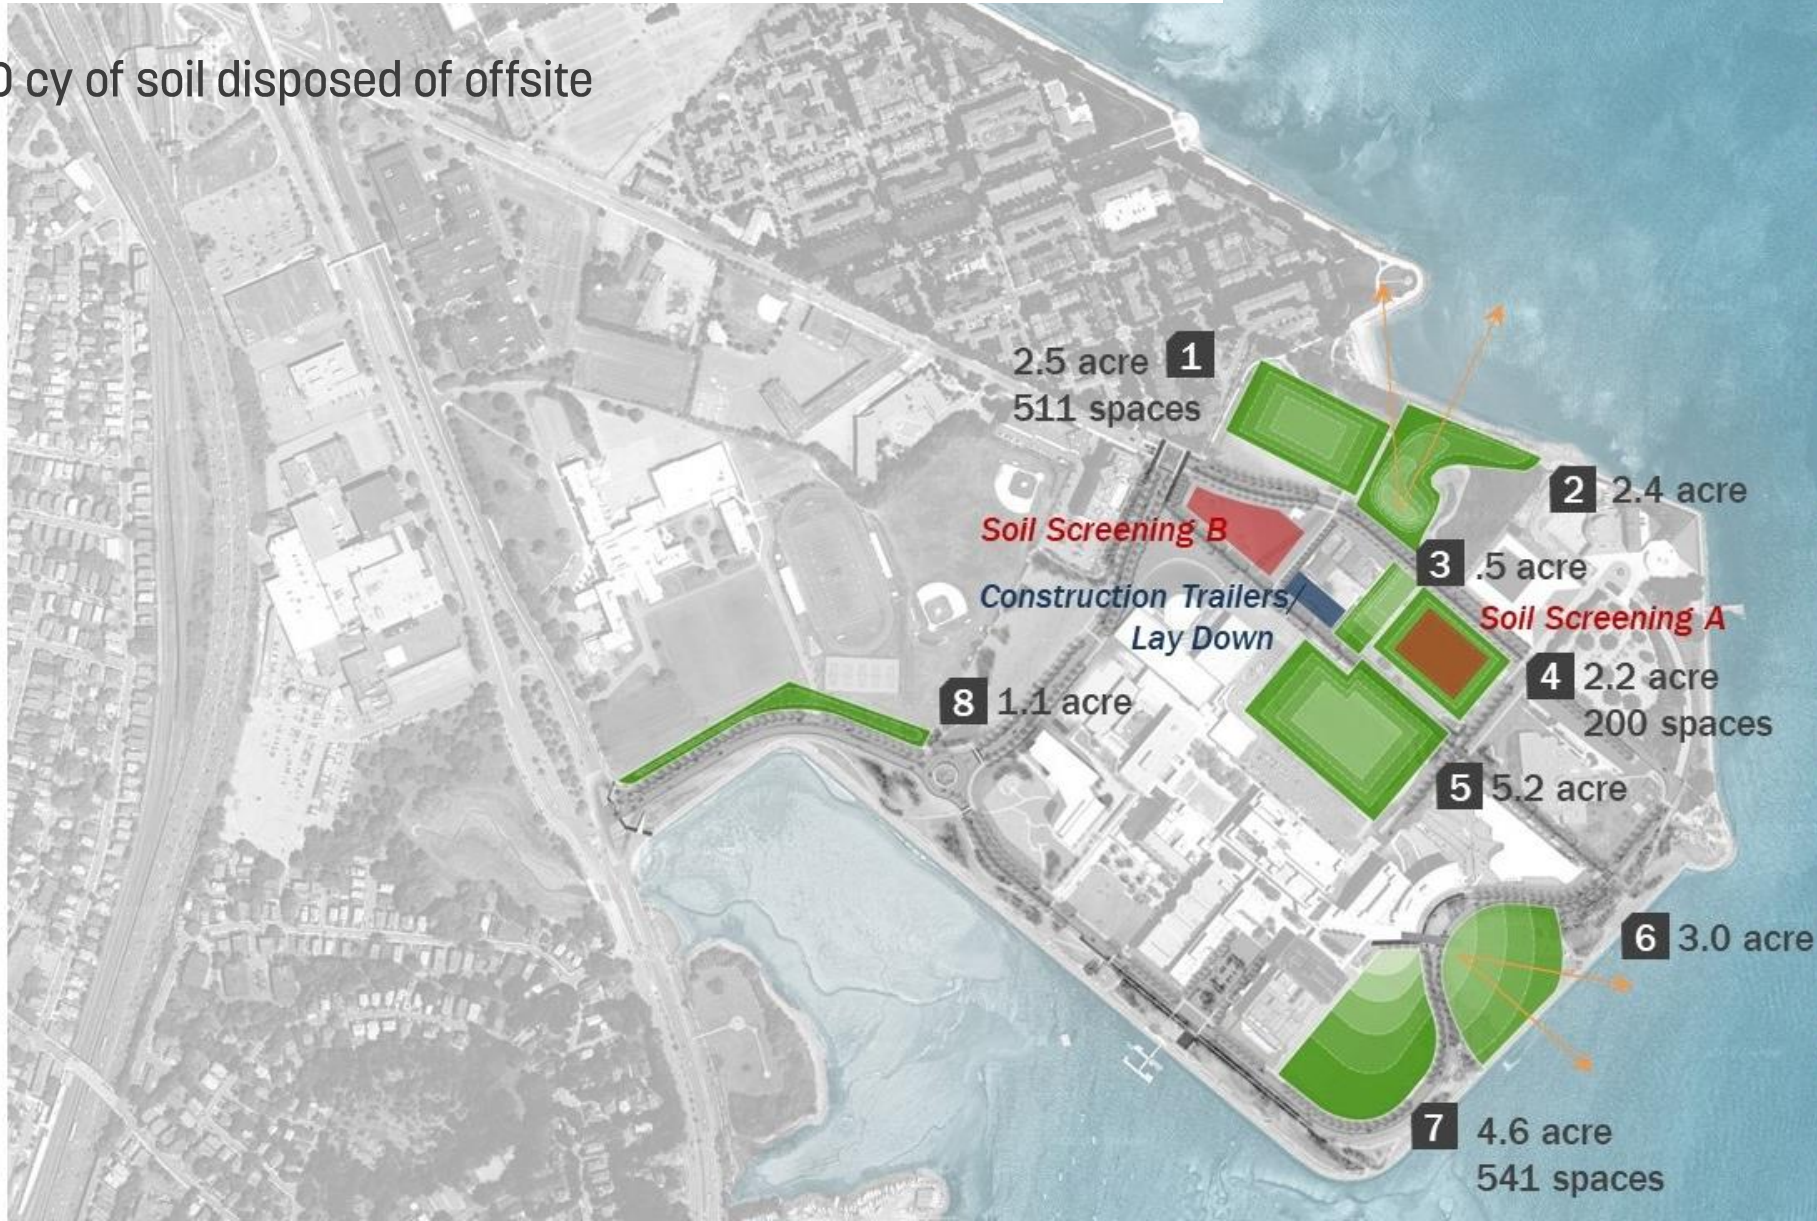 0 cy of soil disposed of offsite
2.5 acre 1
511 spaces
2 2.4 acre
Soil Screening B
3 .5 acre
Construction Trailers/
Lay Down
Soil Screening A
4 2.2 acre
200 spaces
8 1.1 acre
5 5.2 acre
6 3.0 acre
7 4.6 acre
541 spaces